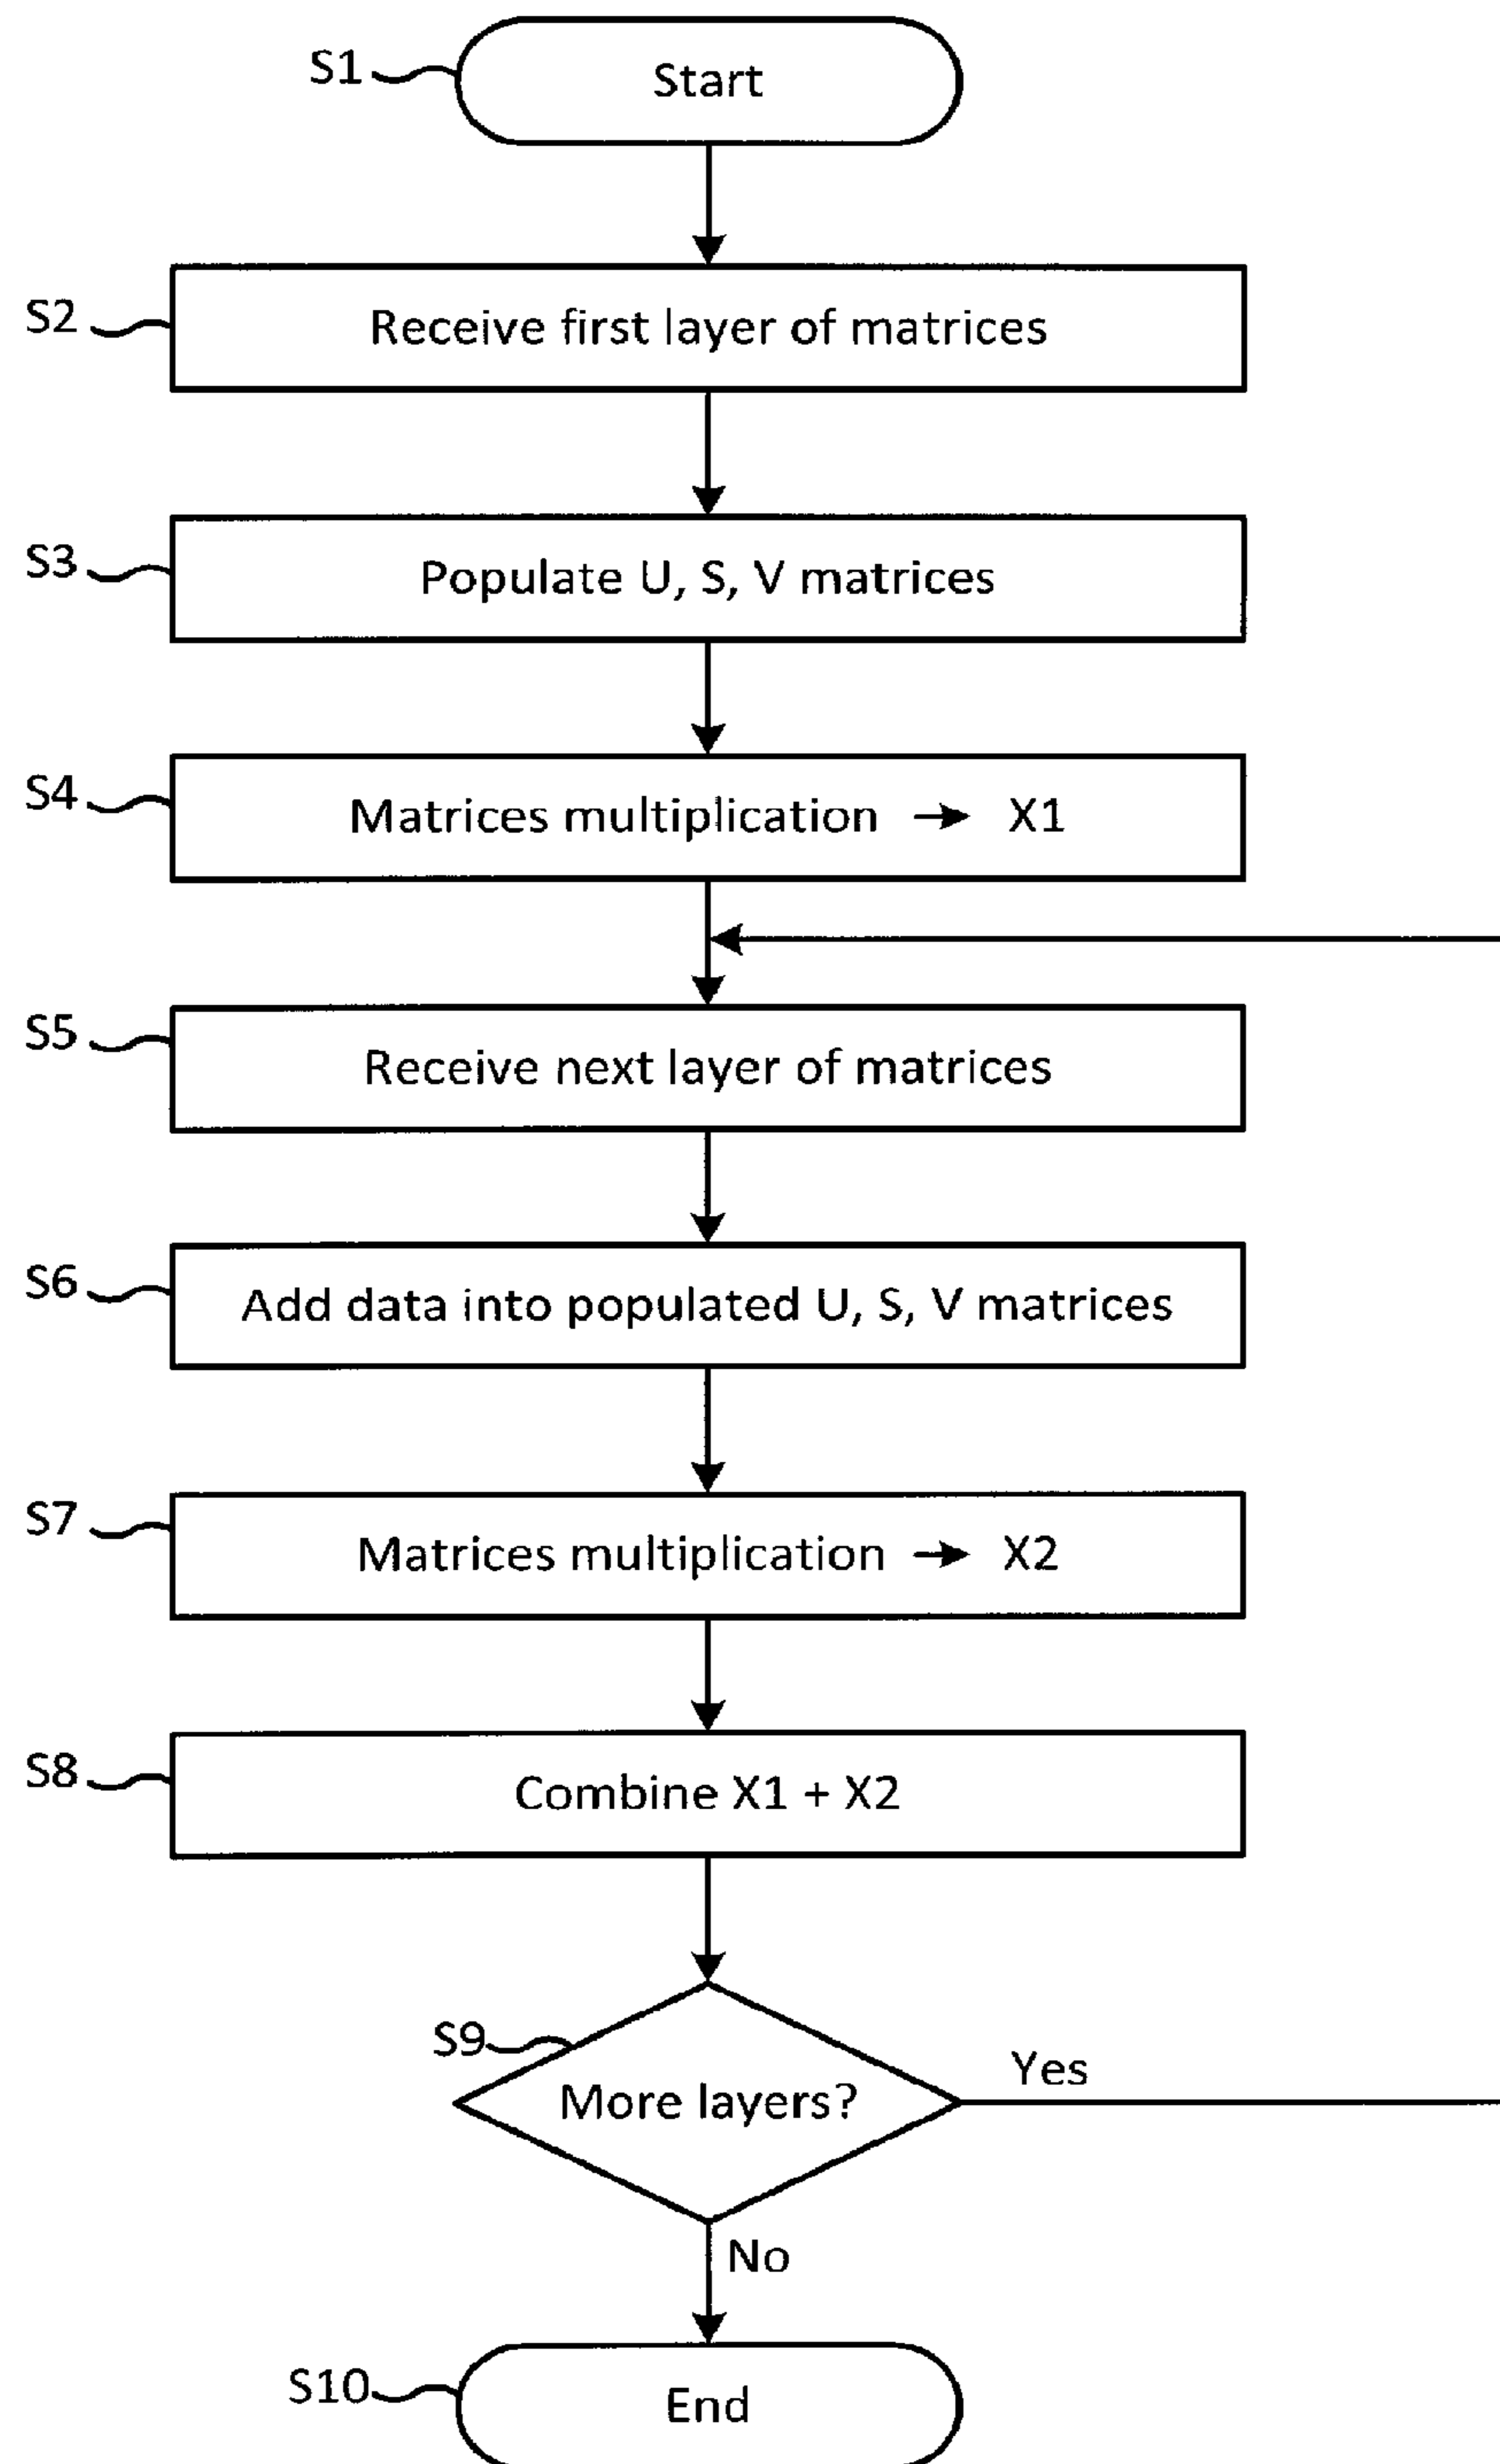 S1 Start
S2 Receive first layer of matrices
S3 Populate U, S, V matrices
S4 Matrices multiplication → X1
S5 Receive next layer of matrices
S6 Add data into populated U, S, V matrices
S7 Matrices multiplication → X2
S8 Combine X1 + X2
S9 More layers? Yes
No
S10 End